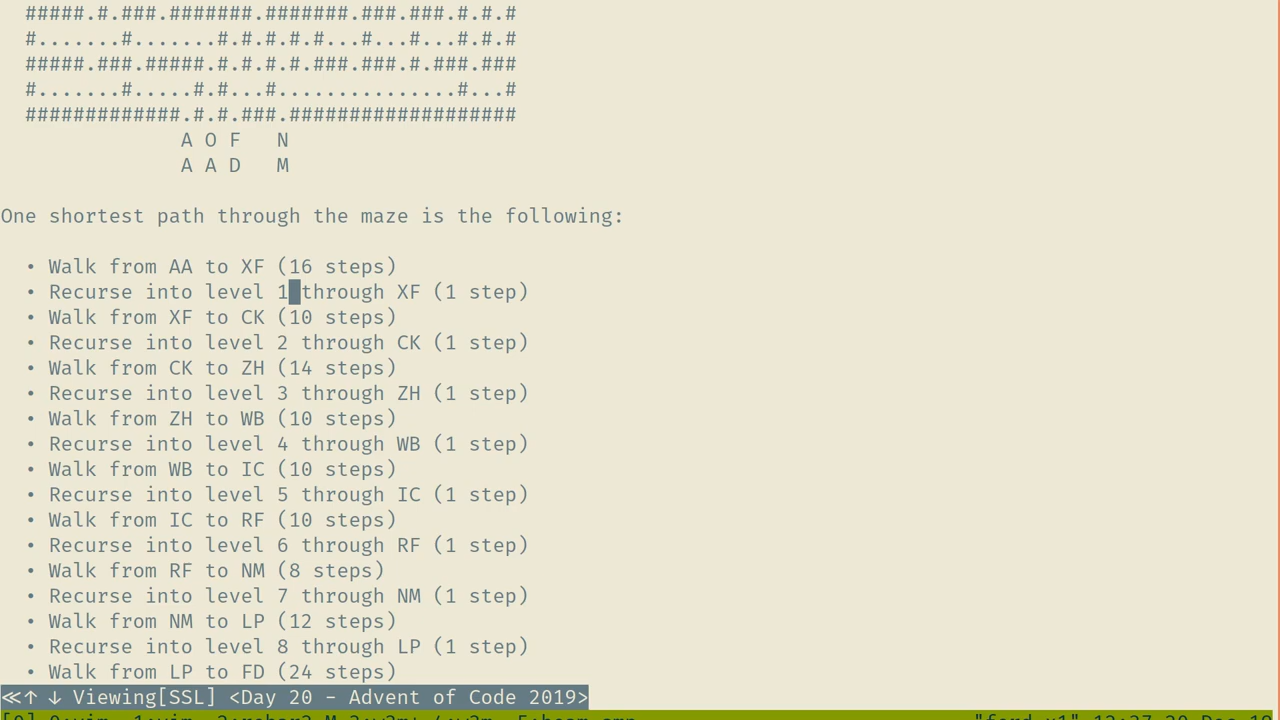 #####.#.###.#######.#######.###.###.#.#.#
#.......#.......#.#.#.#.#...#...#...#.#.#
#####.###.#####.#.#.#.#.###.###.#.###.###
#.......#.....#.#...#...............#...#
#############.#.#.###.###################
A O F N
A A D M
One shortest path through the maze is the following:
• Walk from AA to XF (16 steps)
• Recurse into level 1 through XF (1 step)
• Walk from XF to CK (10 steps)
• Recurse into level 2 through CK (1 step)
• Walk from CK to ZH (14 steps)
• Recurse into level 3 through ZH (1 step)
• Walk from ZH to WB (10 steps)
• Recurse into level 4 through WB (1 step)
• Walk from WB to IC (10 steps)
• Recurse into level 5 through IC (1 step)
• Walk from IC to RF (10 steps)
• Recurse into level 6 through RF (1 step)
• Walk from RF to NM (8 steps)
• Recurse into level 7 through NM (1 step)
• Walk from NM to LP (12 steps)
• Recurse into level 8 through LP (1 step)
• Walk from LP to FD (24 steps)
≪↑ ↓ Viewing[SSL] <Day 20 - Advent of Code 2019>